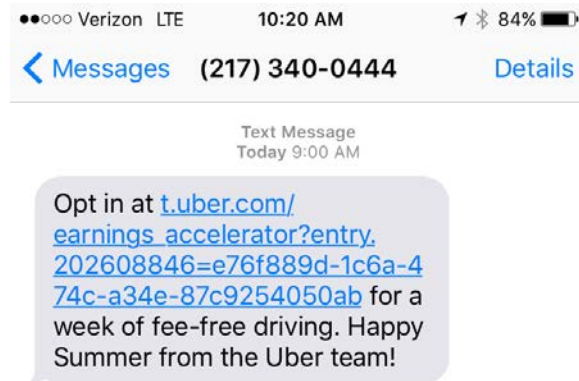 Verizon LTE 10:20 AM 84%
Messages (217) 340-0444 Details
Text Message
Today 9:00 AM
Opt in at t.uber.com/
earnings_accelerator?entry.
202608846=e76f889d-1c6a-4
74c-a34e-87c9254050ab for a
week of fee-free driving. Happy
Summer from the Uber team!